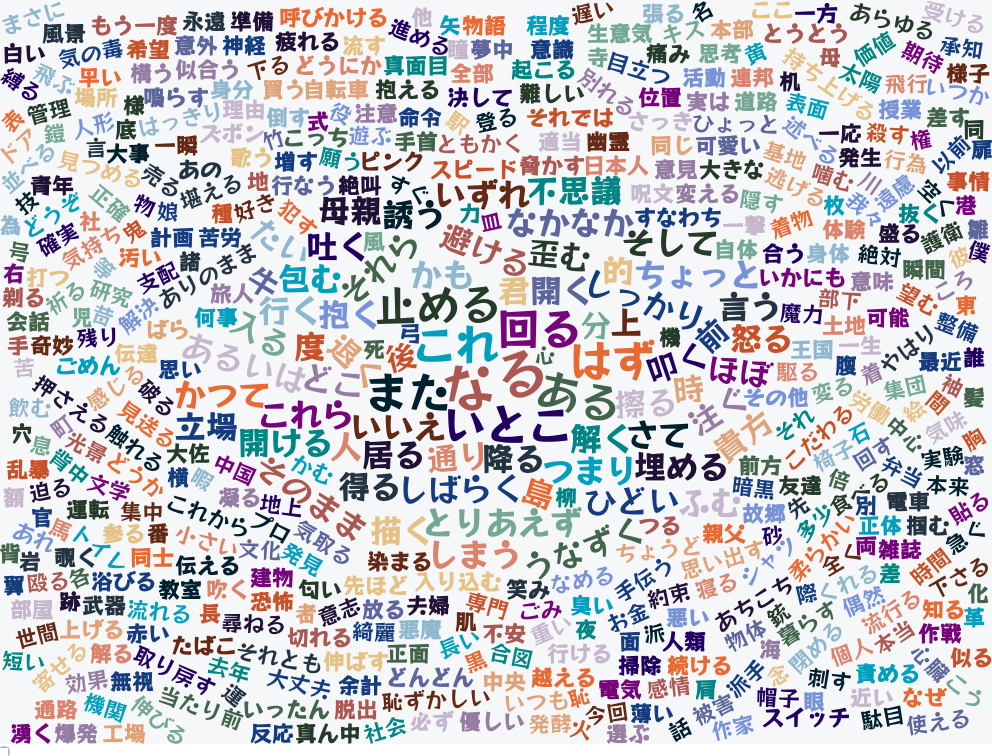 まさに
風景
もう一度
永遠
準備
呼びかける
他
矢
物語
程度
遅い
張る
名
ここ
一方
あらゆる
受ける
白い
気の毒
希望
意外
神経
疲れる
流す
進める
瞳
夢中
意識
生意気
キス
本部
とうとう
価値
期待
承知
縛る
飛ぶ
早い
構う
似合う
下る
どうにか
真面目
全部
起こる
寺
目立つ
痛み
思考
黄
母
持ち上げる
太陽
飛行
様子
いつか
表
管理
場所
様
鳴らす
身分
買う
自転車
抱える
決して
難しい
別れる
位置
活動
連邦
机
実は
道路
表面
授業
差す
同
ドア
鎧
人形
底
はっきり
理由
ズボン
倒す
式
役
注意
命令
駅
登る
それでは
さっき
ひょっと
述べる
一応
殺す
権
以前
扉
並べる
言
大事
一瞬
竹
こっち
遊ぶ
手首
ともかく
適当
幽霊
同じ
可愛い
基地
発生
行為
見つめる
売る
あの
歌う
増す
願う
ピンク
スピード
脅かす
日本人
意見
大きな
逃げる
噛む
川
遠慮
事情
青年
技
堪える
地
行なう
絶叫
すぐ
いずれ
不思議
呪文
変える
隠す
枚
我々
空く
港
為
どうぞ
正確
物
娘
種
好き
犯す
母親
誘う
力
皿
なかなか
すなわち
一撃
着物
体験
抜く
護衛
雛
号
確実
社
気持ち
鬼
計画
苦労
たい
吐く
風
それら
避ける
歪む
そして
自体
合う
身体
盛る
絶対
僕
彼
右
打つ
等
汚い
諸
支配
ありのまま
牛
包む
かも
君
開く
的
ちょっと
いかにも
意味
瞬間
ころ
剃る
祈る
研究
解決
旅人
行く
抱く
止める
しっかり
言う
魔力
部下
望む
東
会話
児
奇妙
残り
ばら
何事
入る
弓
これ
回る
分
上
機
前
怒る
土地
可能
整備
手
苦
ごめん
伝達
思い
あるいは
度
退く
死
後
心
はず
叩く
ほぼ
王国
一生
やはり
最近
誰
押さえる
感じる
破る
かつて
どこ
また
なる
ある
擦る
時
注ぐ
駆る
腹
着
袖
髪
飲む
見送る
立場
これら
いいえ
いとこ
解く
さて
貴方
その他
変る
集団
間
穴
息
町
光景
触れる
大佐
開ける
人
居る
通り
降る
つまり
埋める
それ
こだわる
労働
絵
中心
気味
乱暴
迫る
背中
文学
どうか
横
暇
中国
かむ
そのまま
得る
しばらく
島
柳
ひどい
ふむ
前方
暗黒
友達
椅子
石
回す
弁当
実験
胸
窓
額
官
運転
集中
これから
凝る
地上
プロ
気取る
描く
とりあえず
うなずく
つる
故郷
先
多少
倍
食べる
別
電車
本来
貼る
あれ
馬
参る
番
小さい
文化
発見
染まる
しまう
ちょうど
親父
砂
シャツ
柔らかい
正体
掴む
急ぐ
背
岩
覗く
同士
伝える
建物
匂い
先ほど
入り込む
笑み
なめる
手伝う
思い出す
全く
両
雑誌
時間
翼
殴る
各
浴びる
教室
吹く
恐怖
者
意志
放る
夫婦
専門
ごみ
臭い
お金
約束
寝る
あちこち
際
くれる
差
下さる
化
部屋
跡
武器
流れる
長
尋ねる
切れる
綺麗
悪魔
肌
不安
重い
夜
面
派
悪い
物体
銃
暮らす
偶然
流行る
知る
革
世間
上げる
赤い
たばこ
それとも
伸ばす
正面
長い
黒
合図
行ける
人類
海
閉める
個人
本当
作戦
短い
寄せる
解る
取り戻す
去年
大丈夫
余計
どんどん
中央
越える
掃除
続ける
派手
念
刺す
責める
職
似る
効果
無視
運
いったん
脱出
恥ずかしい
いつも
恥
電気
感情
肩
被害
帽子
眼
近い
なぜ
こう
通路
機関
伸びる
当たり前
必ず
優しい
発酵
火
今回
薄い
話
作家
スイッチ
駄目
使える
湧く
爆発
工場
反応
真ん中
社会
選ぶ